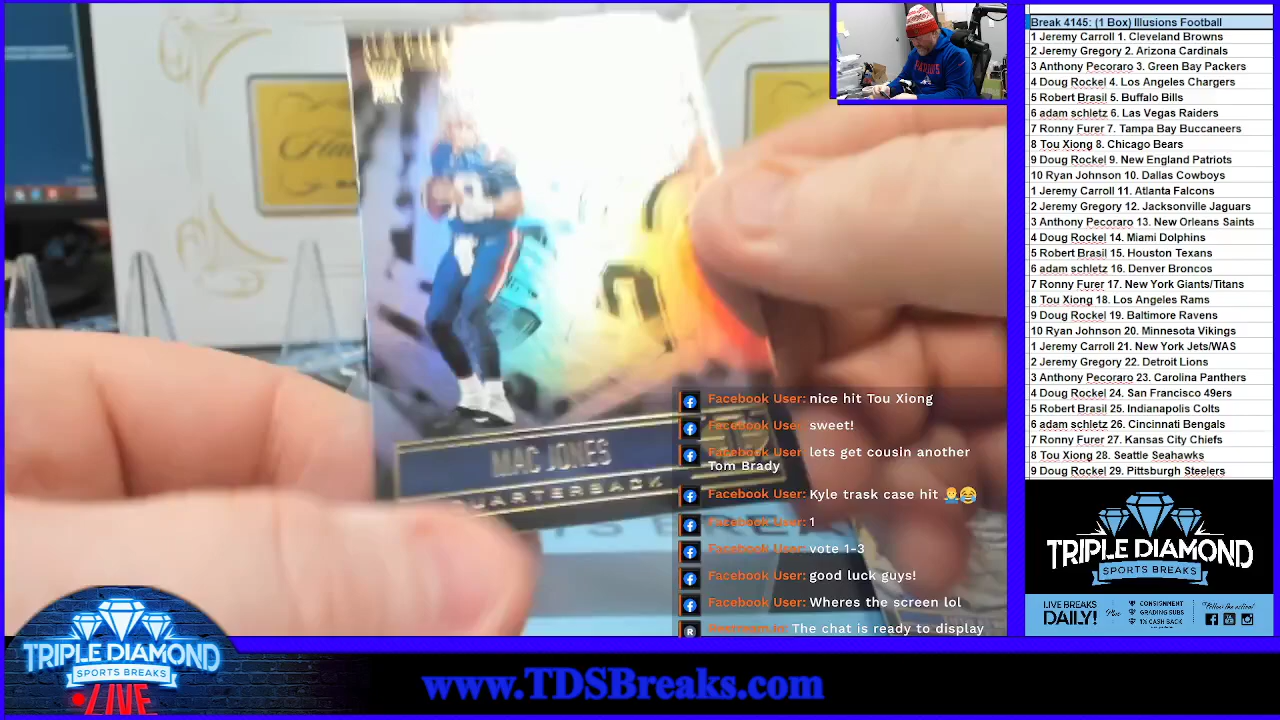 MAC JONES
QUARTERBACK
Facebook User: nice hit Tou Xiong
Facebook User: sweet!
Facebook User: lets get cousin another
Tom Brady
Facebook User: Kyle trask case hit 🤷‍♂️😂
Facebook User: 1
Facebook User: vote 1-3
Facebook User: good luck guys!
Facebook User: Wheres the screen lol
The chat is ready to display
Break 4145: (1 Box) Illusions Football
1 Jeremy Carroll 1. Cleveland Browns
2 Jeremy Gregory 2. Arizona Cardinals
3 Anthony Pecoraro 3. Green Bay Packers
4 Doug Rockel 4. Los Angeles Chargers
5 Robert Brasil 5. Buffalo Bills
6 adam schletz 6. Las Vegas Raiders
7 Ronny Furer 7. Tampa Bay Buccaneers
8 Tou Xiong 8. Chicago Bears
9 Doug Rockel 9. New England Patriots
10 Ryan Johnson 10. Dallas Cowboys
1 Jeremy Carroll 11. Atlanta Falcons
2 Jeremy Gregory 12. Jacksonville Jaguars
3 Anthony Pecoraro 13. New Orleans Saints
4 Doug Rockel 14. Miami Dolphins
5 Robert Brasil 15. Houston Texans
6 adam schletz 16. Denver Broncos
7 Ronny Furer 17. New York Giants/Titans
8 Tou Xiong 18. Los Angeles Rams
9 Doug Rockel 19. Baltimore Ravens
10 Ryan Johnson 20. Minnesota Vikings
1 Jeremy Carroll 21. New York Jets/WAS
2 Jeremy Gregory 22. Detroit Lions
3 Anthony Pecoraro 23. Carolina Panthers
4 Doug Rockel 24. San Francisco 49ers
5 Robert Brasil 25. Indianapolis Colts
6 adam schletz 26. Cincinnati Bengals
7 Ronny Furer 27. Kansas City Chiefs
8 Tou Xiong 28. Seattle Seahawks
9 Doug Rockel 29. Pittsburgh Steelers
TRIPLE DIAMOND
SPORTS BREAKS
LIVE BREAKS
DAILY!
Plus
CONSIGNMENT
GRADING SUBS
1% CASH BACK
Follow the action!
TRIPLE DIAMOND
SPORTS BREAKS
LIVE
www.TDSBreaks.com